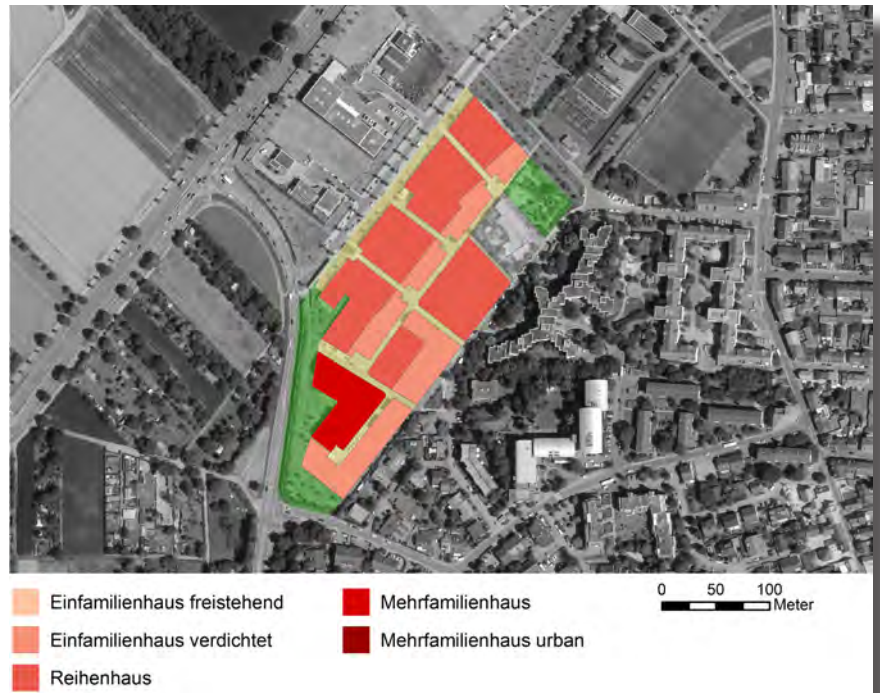 Einfamilienhaus freistehend
Einfamilienhaus verdichtet
Reihenhaus
Mehrfamilienhaus
Mehrfamilienhaus urban
0 50 100
Meter